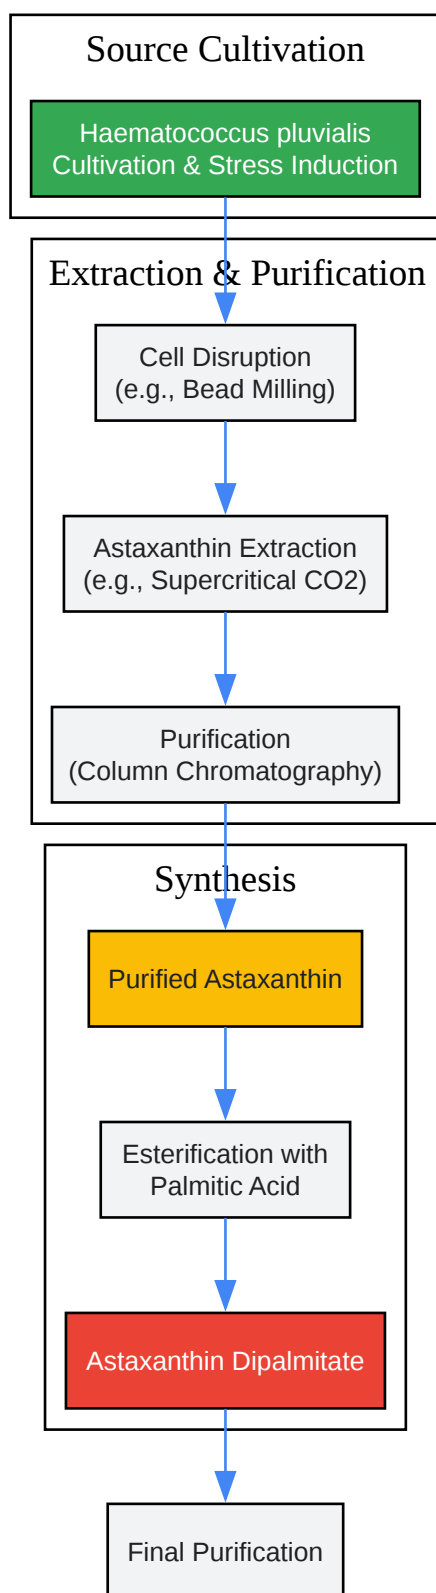 Source Cultivation
Haematococcus pluvialis
Cultivation & Stress Induction
Extraction & Purification
Cell Disruption
(e.g., Bead Milling)
Astaxanthin Extraction
(e.g., Supercritical CO2)
Purification
(Column Chromatography)
Synthesis
Purified Astaxanthin
Esterification with
Palmitic Acid
Astaxanthin Dipalmitate
Final Purification